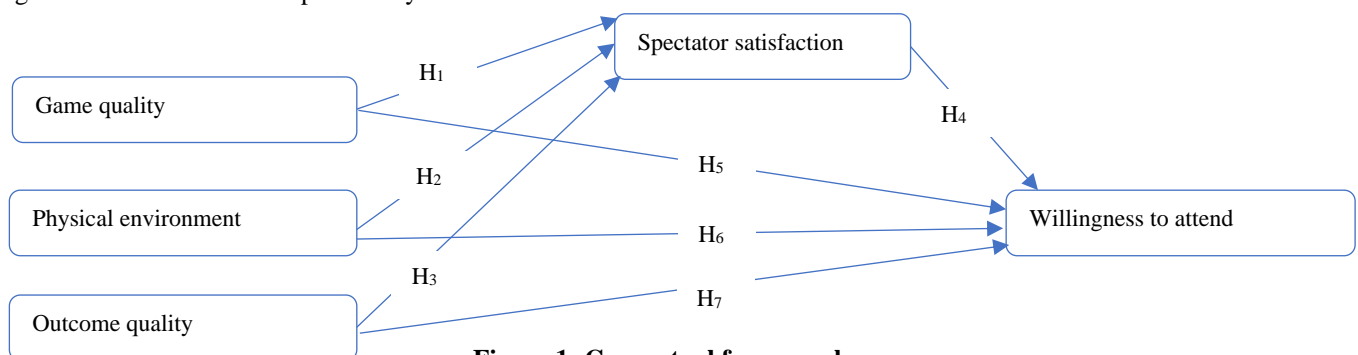 Spectator satisfaction
H1
Game quality
H4
H5
H2
Physical environment
Willingness to attend
H6
H3
H7
Outcome quality